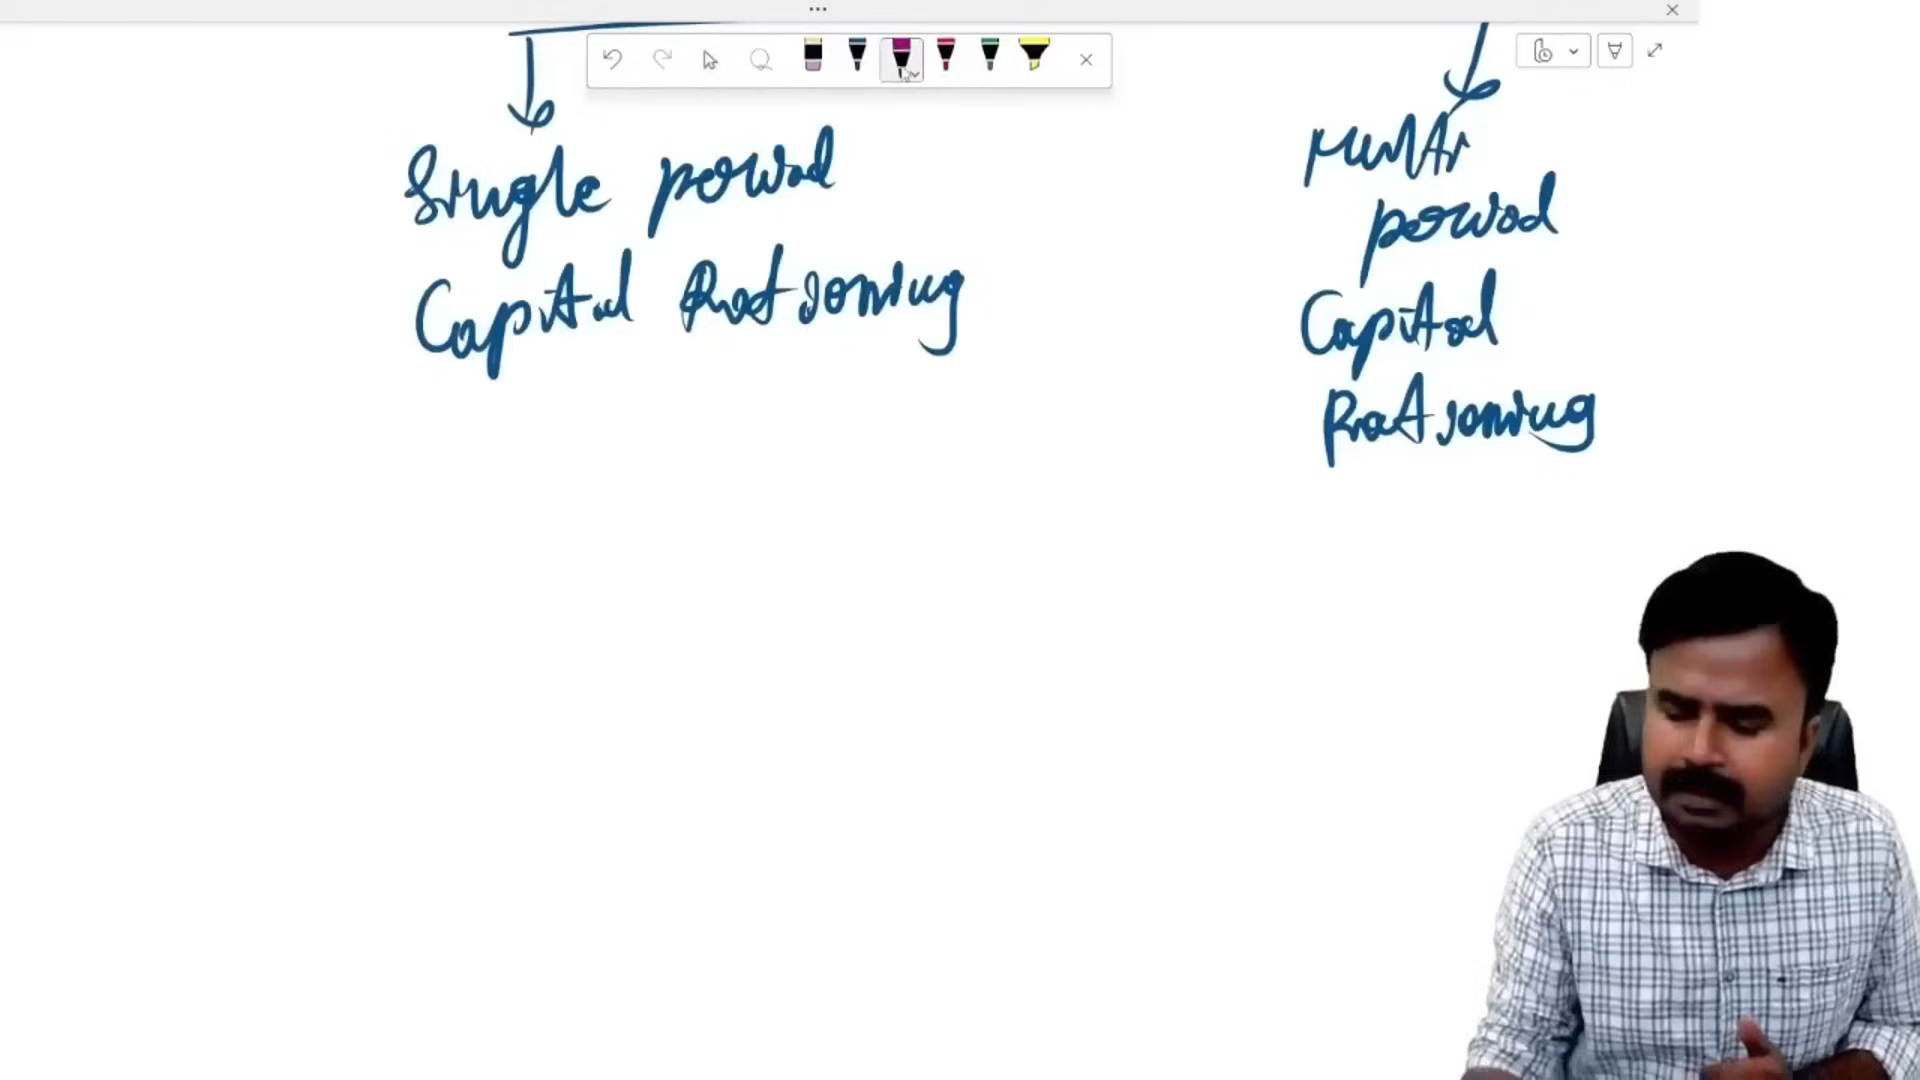 Single period
Capital Rationing
Multi
period
Capital
Rationing